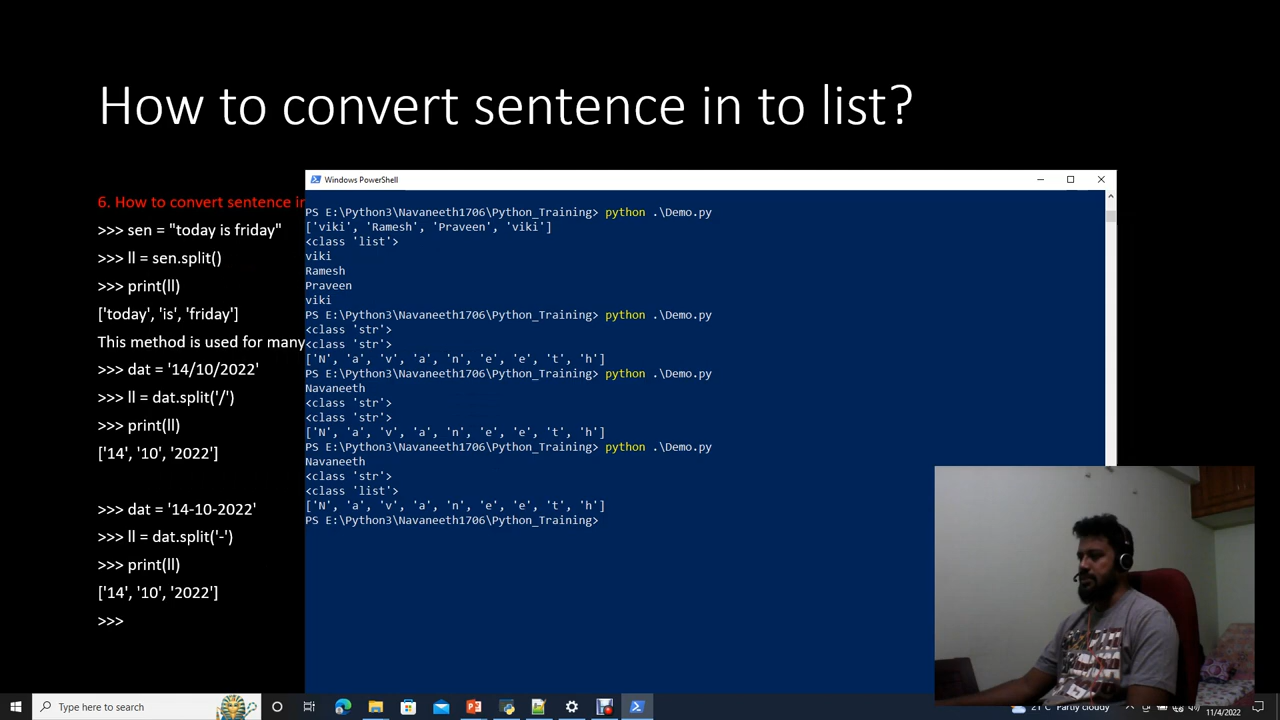 How to convert sentence in to list?
6. How to convert sentence in
>>> sen = "today is friday"
>>> ll = sen.split()
>>> print(ll)
['today', 'is', 'friday']
This method is used for many
>>> dat = '14/10/2022'
>>> ll = dat.split('/')
>>> print(ll)
['14', '10', '2022']
>>> dat = '14-10-2022'
>>> ll = dat.split('-')
>>> print(ll)
['14', '10', '2022']
>>>
Windows PowerShell
PS E:\Python3\Navaneeth1706\Python_Training> python .\Demo.py
['viki', 'Ramesh', 'Praveen', 'viki']
<class 'list'>
viki
Ramesh
Praveen
viki
PS E:\Python3\Navaneeth1706\Python_Training> python .\Demo.py
<class 'str'>
<class 'str'>
['N', 'a', 'v', 'a', 'n', 'e', 'e', 't', 'h']
PS E:\Python3\Navaneeth1706\Python_Training> python .\Demo.py
Navaneeth
<class 'str'>
<class 'str'>
['N', 'a', 'v', 'a', 'n', 'e', 'e', 't', 'h']
PS E:\Python3\Navaneeth1706\Python_Training> python .\Demo.py
Navaneeth
<class 'str'>
<class 'list'>
['N', 'a', 'v', 'a', 'n', 'e', 'e', 't', 'h']
PS E:\Python3\Navaneeth1706\Python_Training>
Type here to search
21°C Partly cloudy
11/4/2022